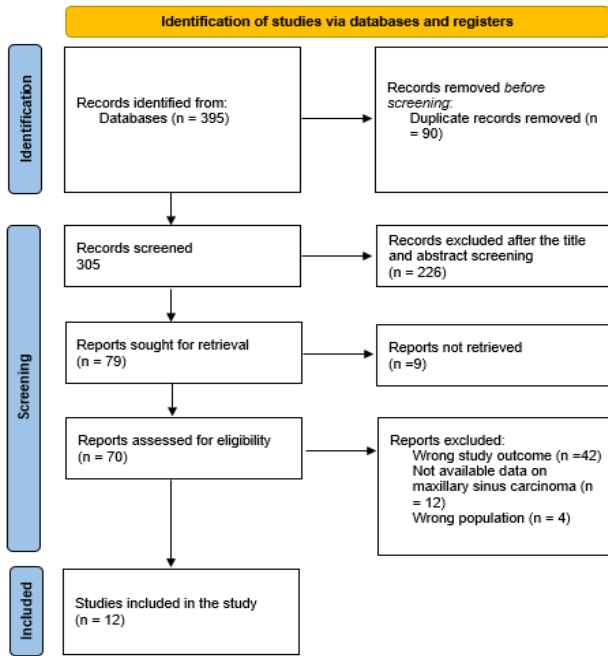 Identification of studies via databases and registers
Identification
Records identified from:
Databases (n = 395)
Records removed before
screening:
Duplicate records removed (n
= 90)
Screening
Records screened
305
Records excluded after the title
and abstract screening
(n = 226)
Reports sought for retrieval
(n = 79)
Reports not retrieved
(n =9)
Reports assessed for eligibility
(n = 70)
Reports excluded:
Wrong study outcome (n =42)
Not available data on
maxillary sinus carcinoma (n
= 12)
Wrong population (n = 4)
Included
Studies included in the study
(n = 12)